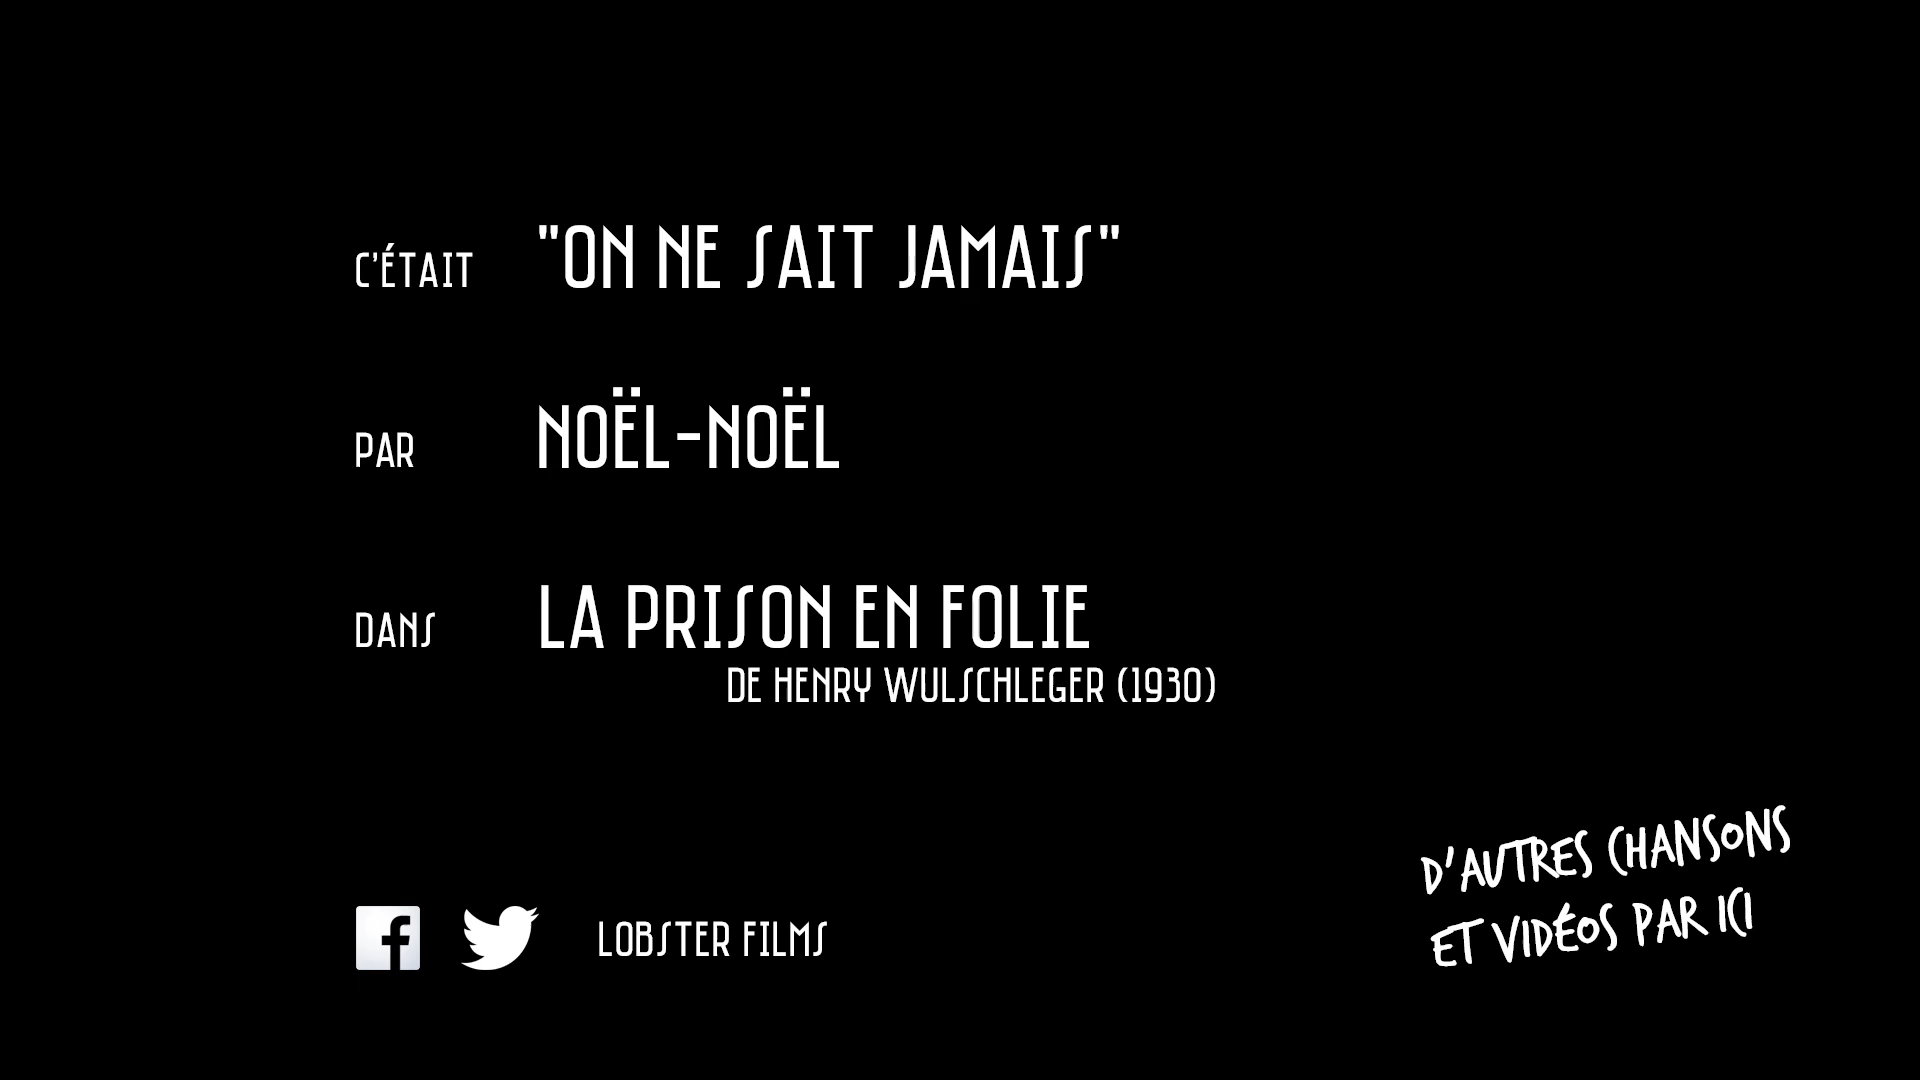 C'ÉTAIT "ON NE SAIT JAMAIS"
PAR NOËL-NOËL
DANS LA PRISON EN FOLIE
DE HENRY WULSCHLEGER (1930)
LOBSTER FILMS
D'AUTRES CHANSONS
ET VIDÉOS PAR ICI